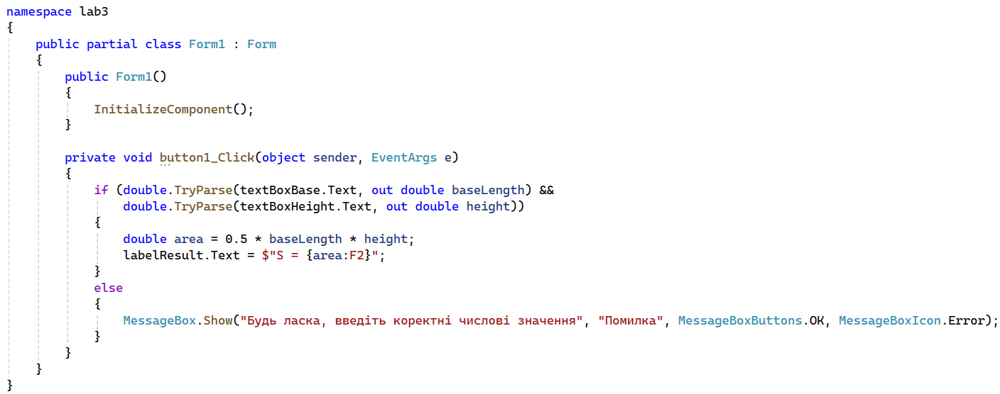 namespace lab3
{
    public partial class Form1 : Form
    {
        public Form1()
        {
            InitializeComponent();
        }

        private void button1_Click(object sender, EventArgs e)
        {
            if (double.TryParse(textBoxBase.Text, out double baseLength) &&
                double.TryParse(textBoxHeight.Text, out double height))
            {
                double area = 0.5 * baseLength * height;
                labelResult.Text = $"S = {area:F2}";
            }
            else
            {
                MessageBox.Show("Будь ласка, введіть коректні числові значення", "Помилка", MessageBoxButtons.OK, MessageBoxIcon.Error);
            }
        }
    }
}